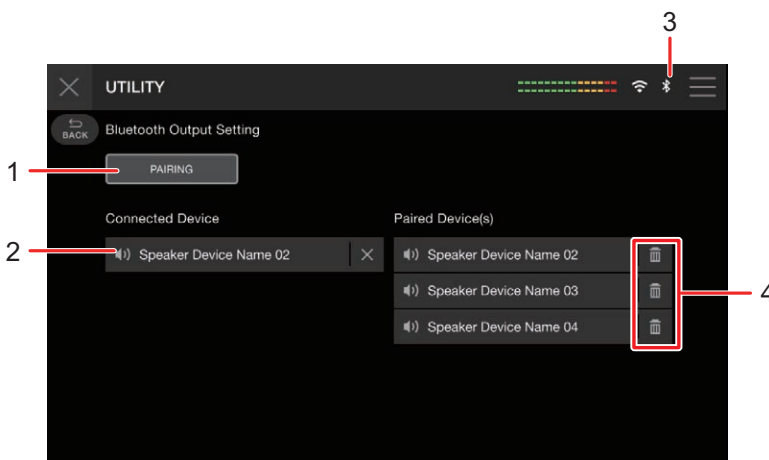 3
UTILITY
BACK
Bluetooth Output Setting
1
PAIRING
Connected Device
Paired Device(s)
2
Speaker Device Name 02
Speaker Device Name 02
Speaker Device Name 03
4
Speaker Device Name 04